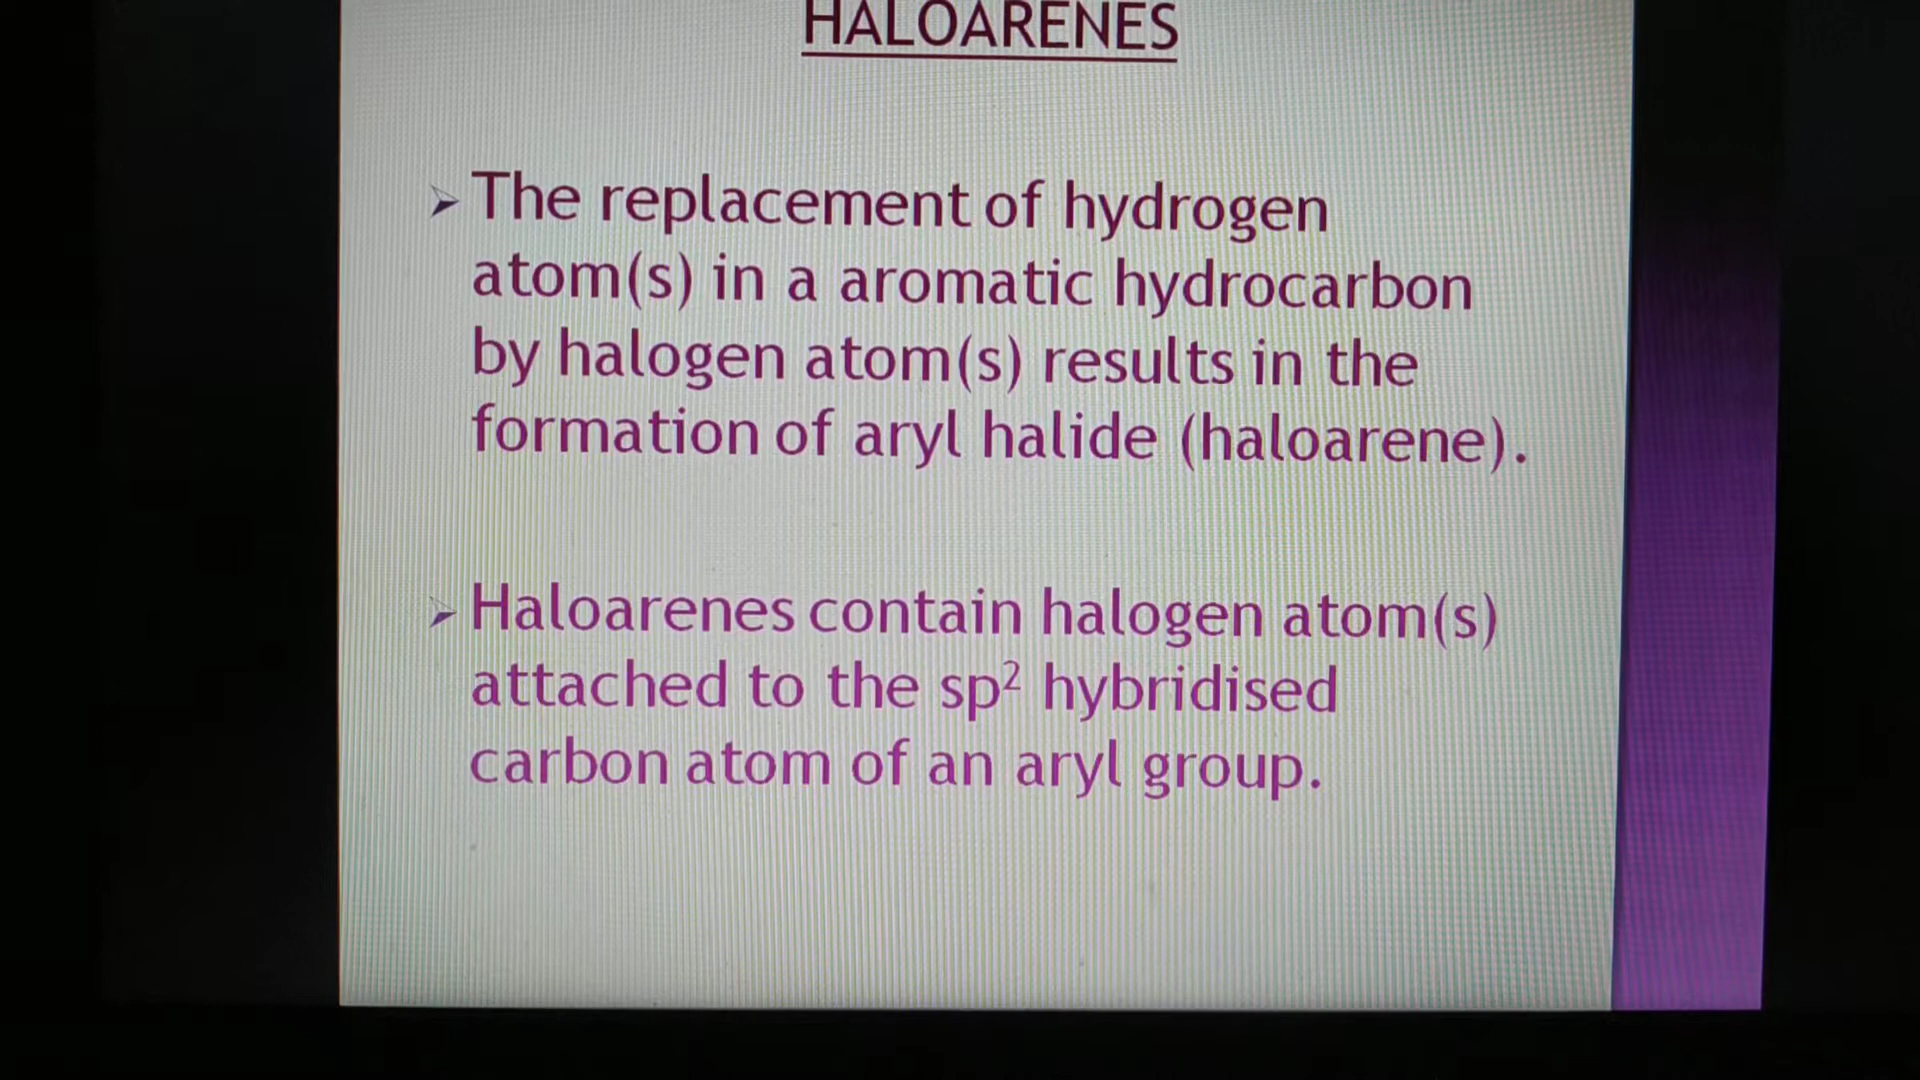 HALOARENES
➢ The replacement of hydrogen
atom(s) in a aromatic hydrocarbon
by halogen atom(s) results in the
formation of aryl halide (haloarene).
➢ Haloarenes contain halogen atom(s)
attached to the sp² hybridised
carbon atom of an aryl group.